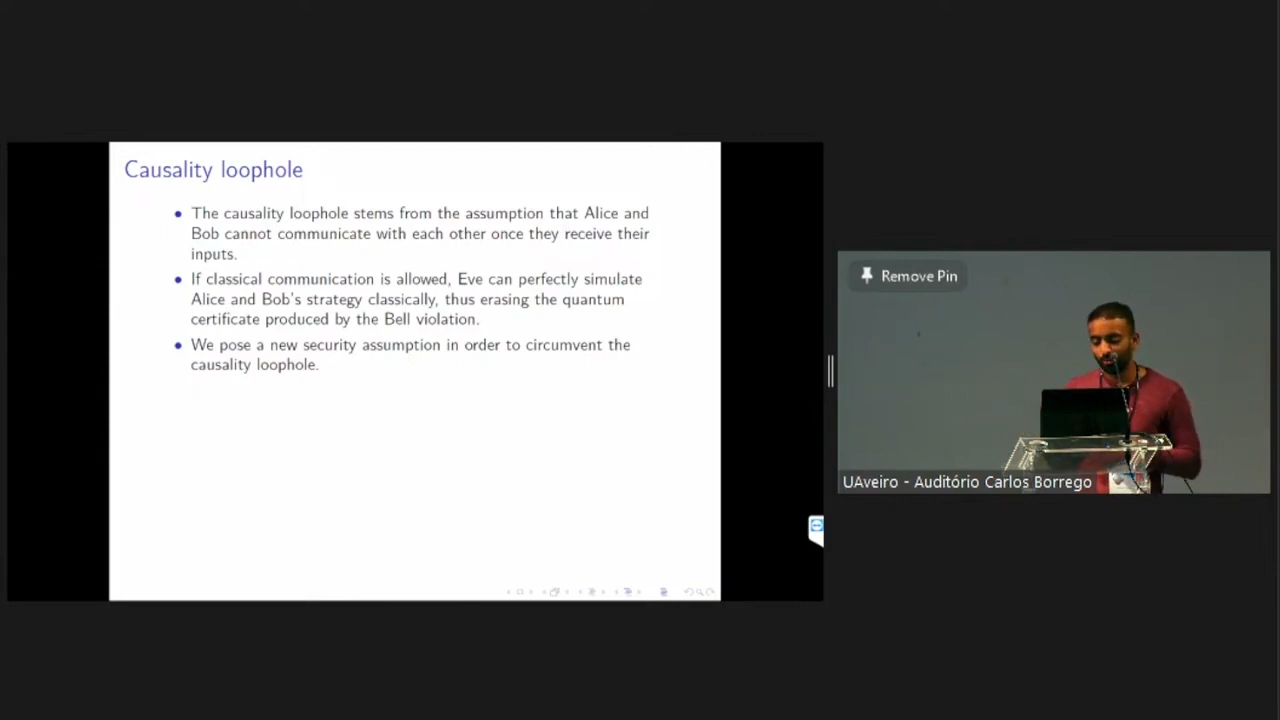 Causality loophole
The causality loophole stems from the assumption that Alice and
Bob cannot communicate with each other once they receive their
inputs.
If classical communication is allowed, Eve can perfectly simulate
Alice and Bob's strategy classically, thus erasing the quantum
certificate produced by the Bell violation.
We pose a new security assumption in order to circumvent the
causality loophole.
Remove Pin
UAveiro - Auditório Carlos Borrego